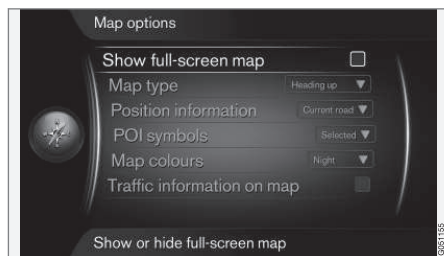 Map options
Show full-screen map
Map type Heading up
Position information Current road
POI symbols Selected
Map colours Night
Traffic information on map
Show or hide full-screen map
G051155